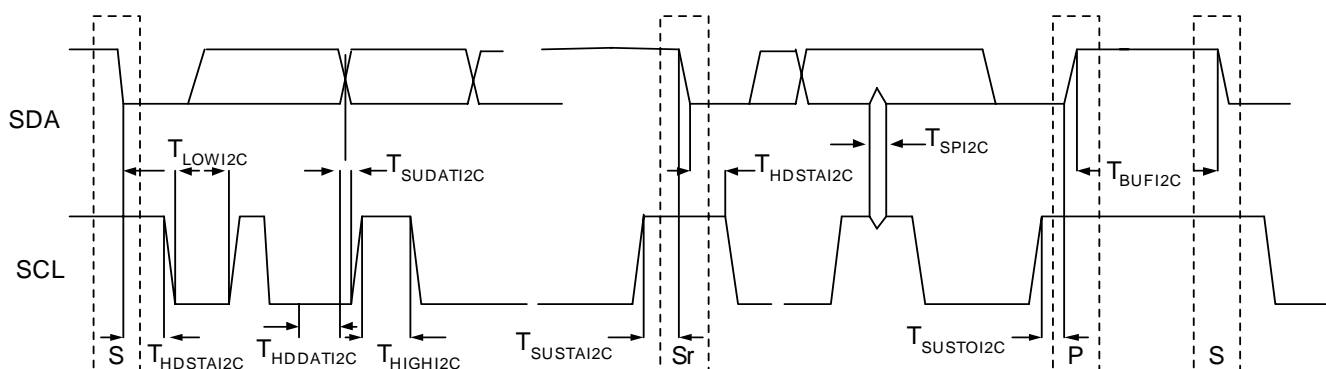 SDA
T_LOWI2C
T_SUDATI2C
T_HDSTAI2C
T_SPI2C
T_BUFI2C
SCL
S
T_HDSTAI2C
T_HDDATI2C
T_HIGHI2C
T_SUSTAI2C
Sr
T_SUSTOI2C
P
S